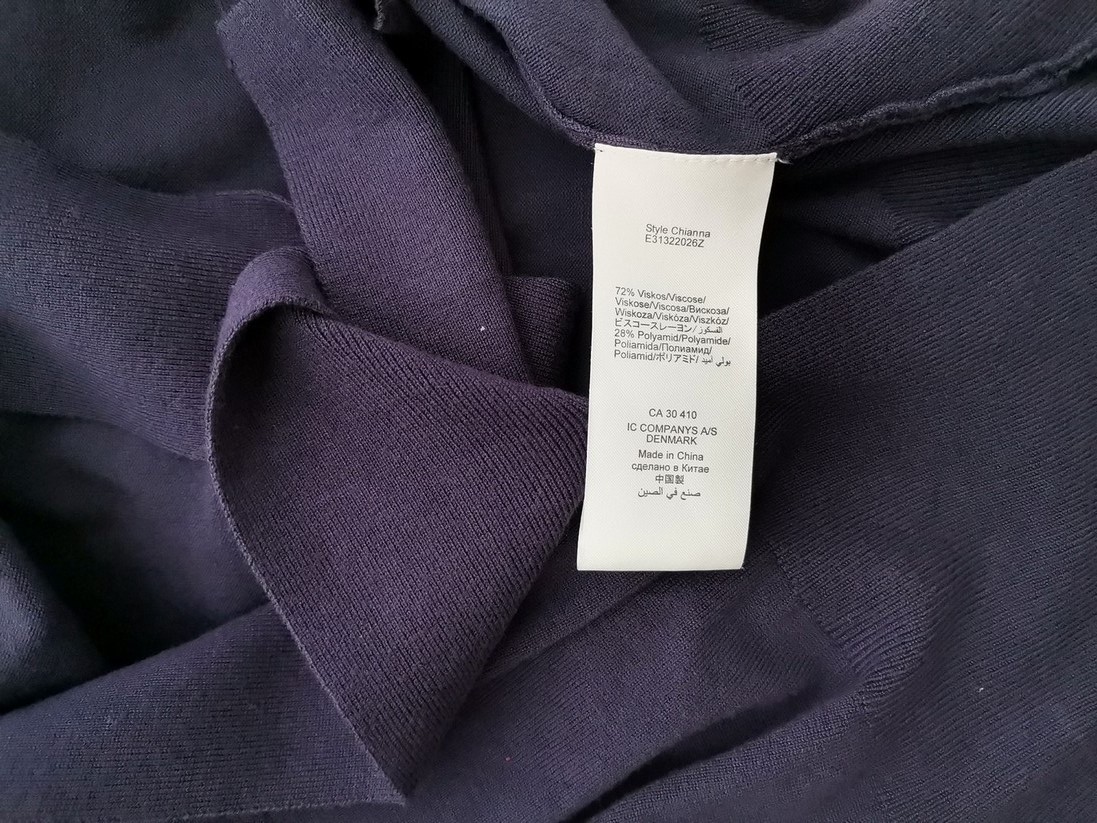 Style Chianna
E31322026Z
72% Viskos/Viscose/
Viskose/Viscosa/Вискоза/
Wiskoza/Viskóza/Viszkóz/
ビスコースレーヨン/ الفسكوز
28% Polyamid/Polyamide/
Poliamida/Полиамид/
Poliamid/ポリアミド/ بولي أميد
CA 30 410
IC COMPANYS A/S
DENMARK
Made in China
сделано в Китае
中国製
صنع في الصين